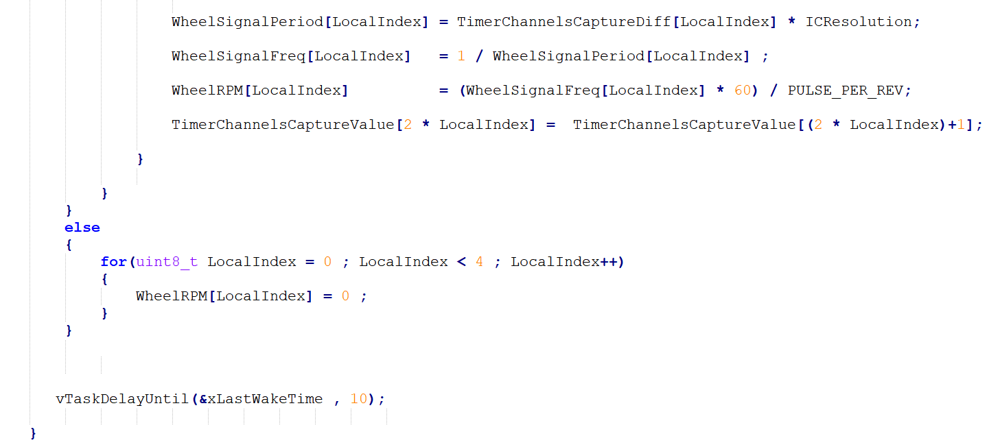 WheelSignalPeriod[LocalIndex] = TimerChannelsCaptureDiff[LocalIndex] * ICResolution;
WheelSignalFreq[LocalIndex] = 1 / WheelSignalPeriod[LocalIndex] ;
WheelRPM[LocalIndex] = (WheelSignalFreq[LocalIndex] * 60) / PULSE_PER_REV;
TimerChannelsCaptureValue[2 * LocalIndex] = TimerChannelsCaptureValue[(2 * LocalIndex)+1];
}
}
}
else
{
for(uint8_t LocalIndex = 0 ; LocalIndex < 4 ; LocalIndex++)
{
WheelRPM[LocalIndex] = 0 ;
}
}
vTaskDelayUntil(&xLastWakeTime , 10);
}